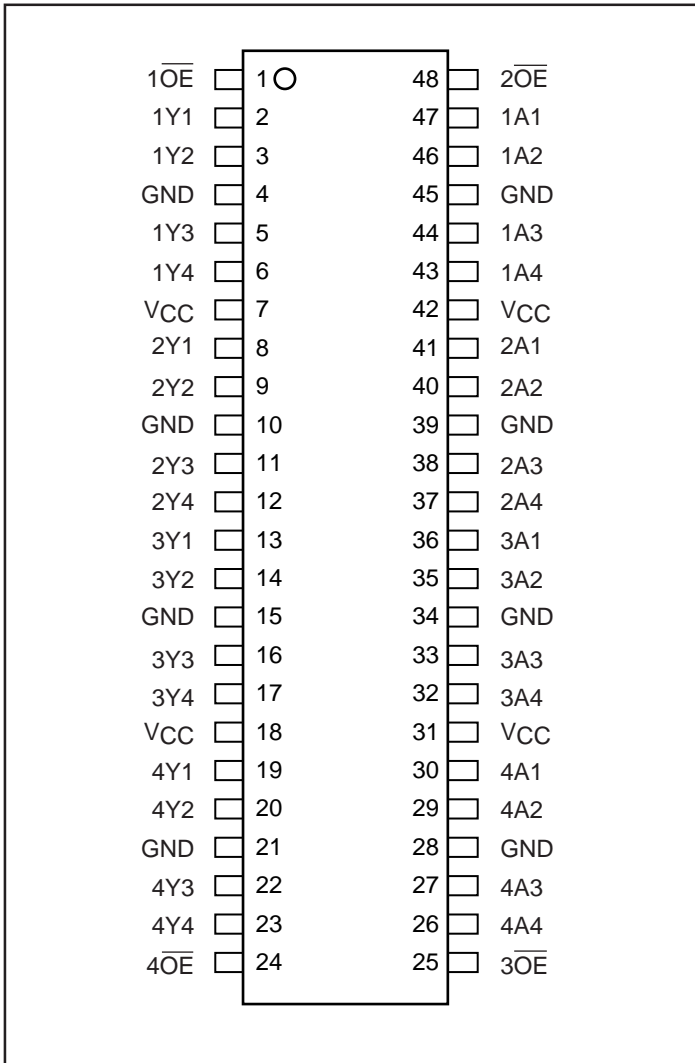 1O̅E̅ 1 48 2O̅E̅
1Y1 2 47 1A1
1Y2 3 46 1A2
GND 4 45 GND
1Y3 5 44 1A3
1Y4 6 43 1A4
VCC 7 42 VCC
2Y1 8 41 2A1
2Y2 9 40 2A2
GND 10 39 GND
2Y3 11 38 2A3
2Y4 12 37 2A4
3Y1 13 36 3A1
3Y2 14 35 3A2
GND 15 34 GND
3Y3 16 33 3A3
3Y4 17 32 3A4
VCC 18 31 VCC
4Y1 19 30 4A1
4Y2 20 29 4A2
GND 21 28 GND
4Y3 22 27 4A3
4Y4 23 26 4A4
4O̅E̅ 24 25 3O̅E̅